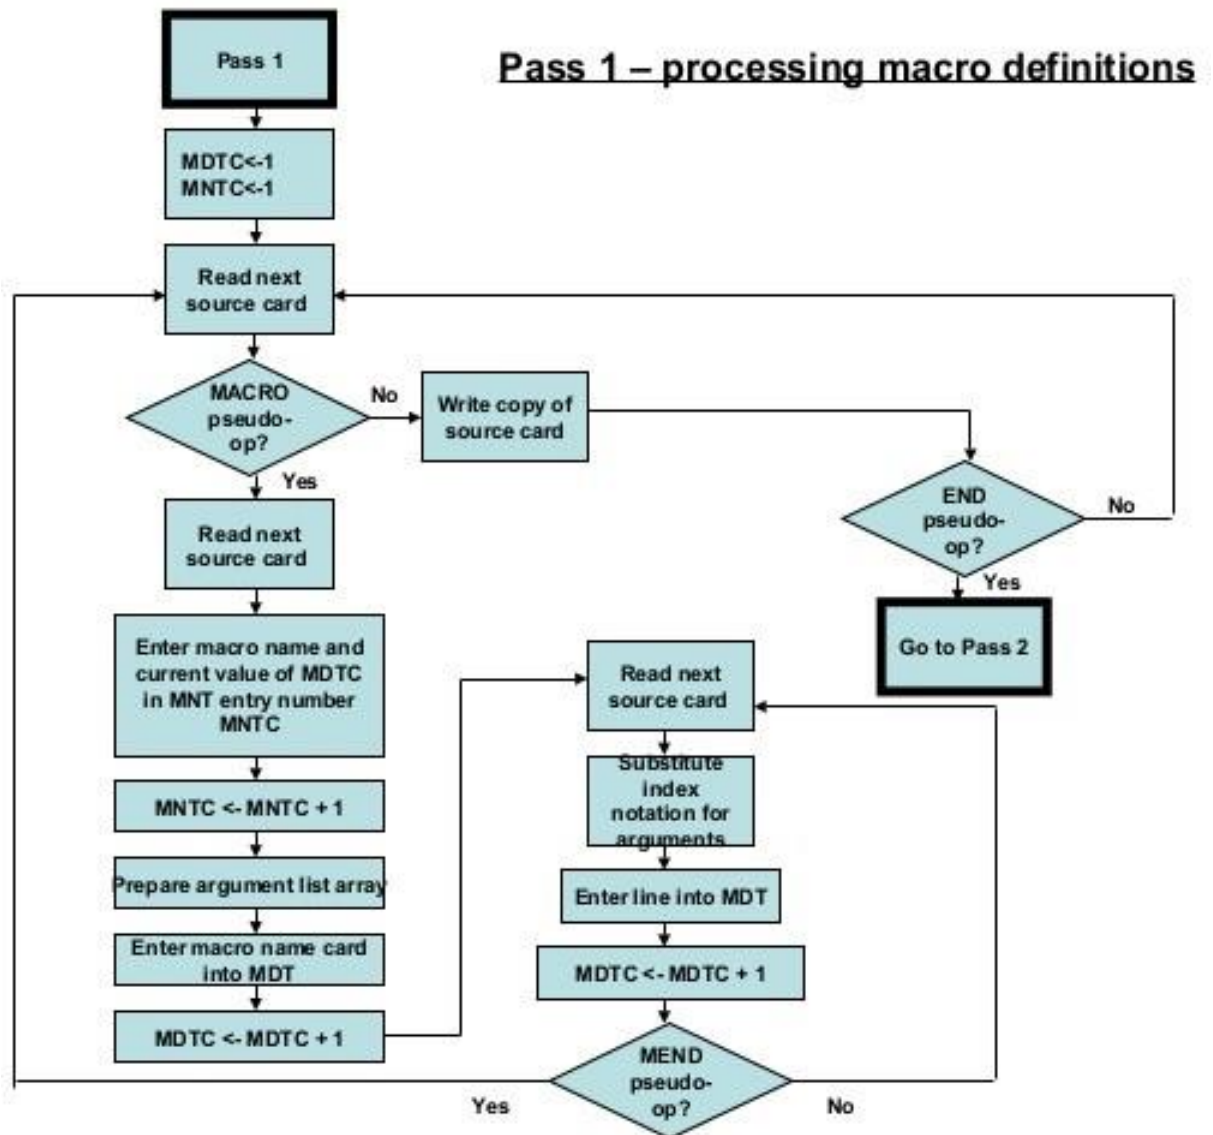 Pass 1
Pass 1 – processing macro definitions
MDTC<-1
MNTC<-1
Read next
source card
MACRO
pseudo-
op?
No
Write copy of
source card
Yes
END
pseudo-
op?
No
Yes
Go to Pass 2
Read next
source card
Enter macro name and
current value of MDTC
in MNT entry number
MNTC
MNTC <- MNTC + 1
Prepare argument list array
Enter macro name card
into MDT
MDTC <- MDTC + 1
Read next
source card
Substitute
index
notation for
arguments
Enter line into MDT
MDTC <- MDTC + 1
MEND
pseudo-
op?
Yes
No